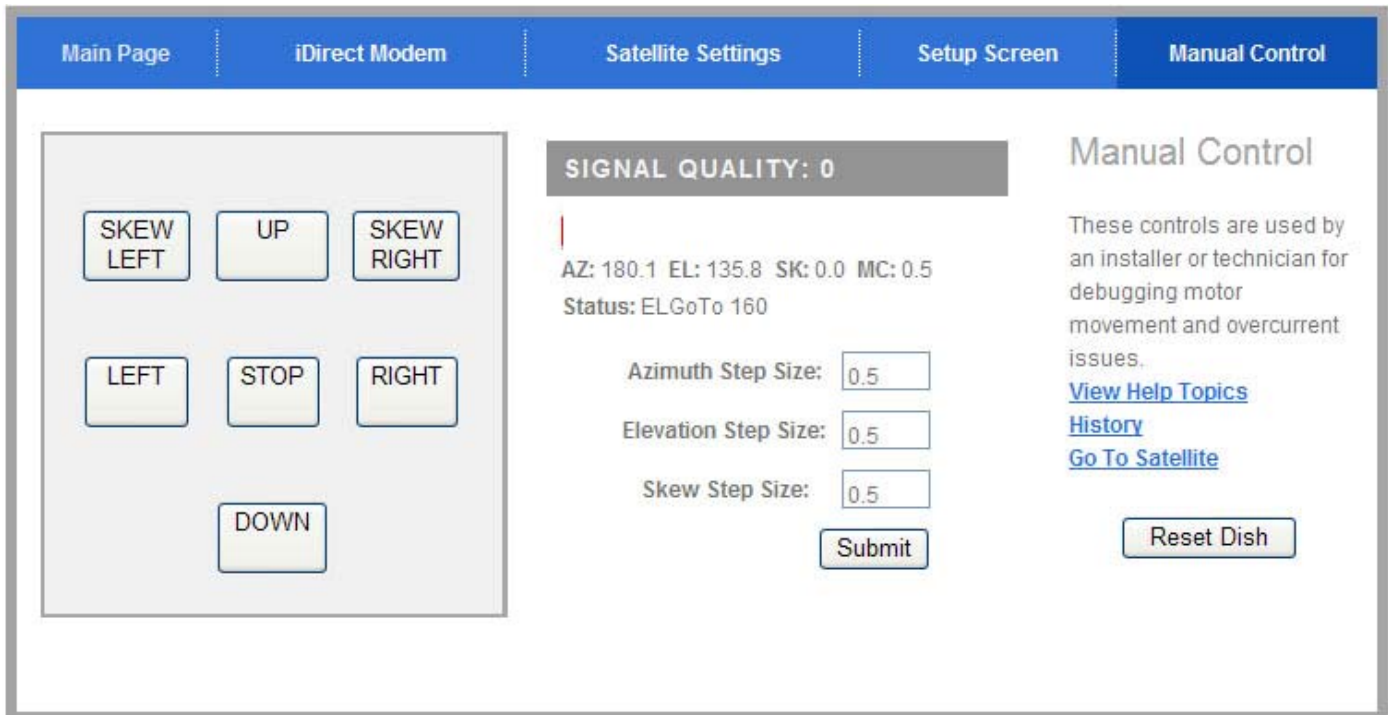 Main Page
iDirect Modem
Satellite Settings
Setup Screen
Manual Control
SKEW
LEFT
UP
SKEW
RIGHT
LEFT
STOP
RIGHT
DOWN
SIGNAL QUALITY: 0
AZ: 180.1 EL: 135.8 SK: 0.0 MC: 0.5
Status: ELGoTo 160
Azimuth Step Size: 0.5
Elevation Step Size: 0.5
Skew Step Size: 0.5
Submit
Manual Control
These controls are used by
an installer or technician for
debugging motor
movement and overcurrent
issues.
View Help Topics
History
Go To Satellite
Reset Dish